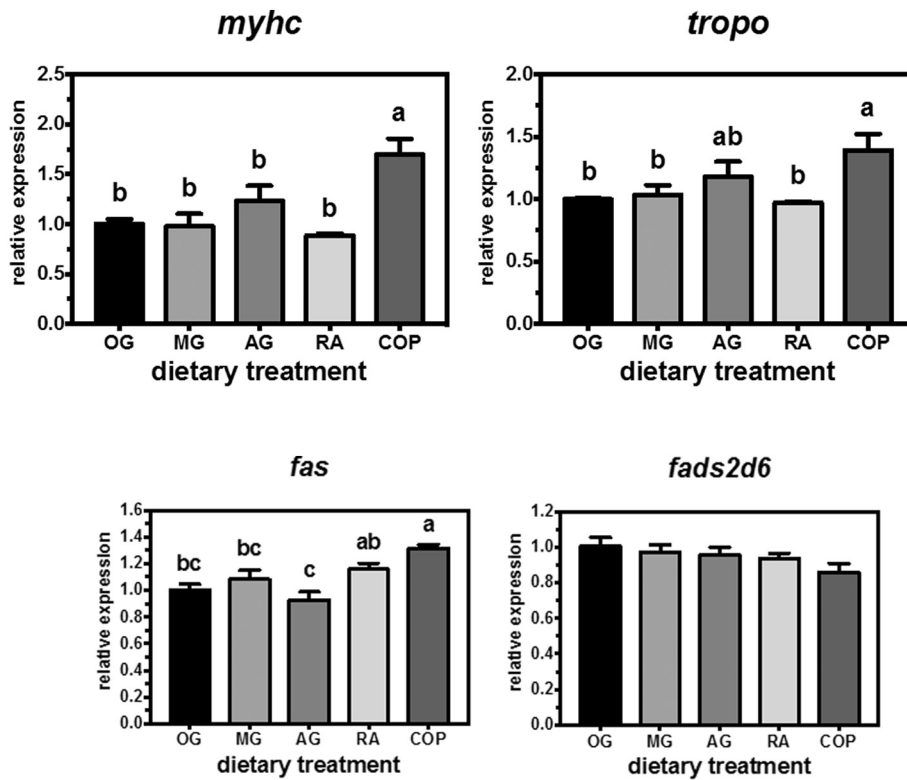 myhc
relative expression
2.5
2.0
1.5
1.0
0.5
0.0
b
b
b
b
a
OG MG AG RA COP
dietary treatment
tropo
relative expression
2.0
1.5
1.0
0.5
0.0
b
b
ab
b
a
OG MG AG RA COP
dietary treatment
fas
relative expression
1.6
1.4
1.2
1.0
0.8
0.6
0.4
0.2
0.0
bc
bc
c
ab
a
OG MG AG RA COP
dietary treatment
fads2d6
relative expression
1.2
1.0
0.8
0.6
0.4
0.2
0.0
OG MG AG RA COP
dietary treatment